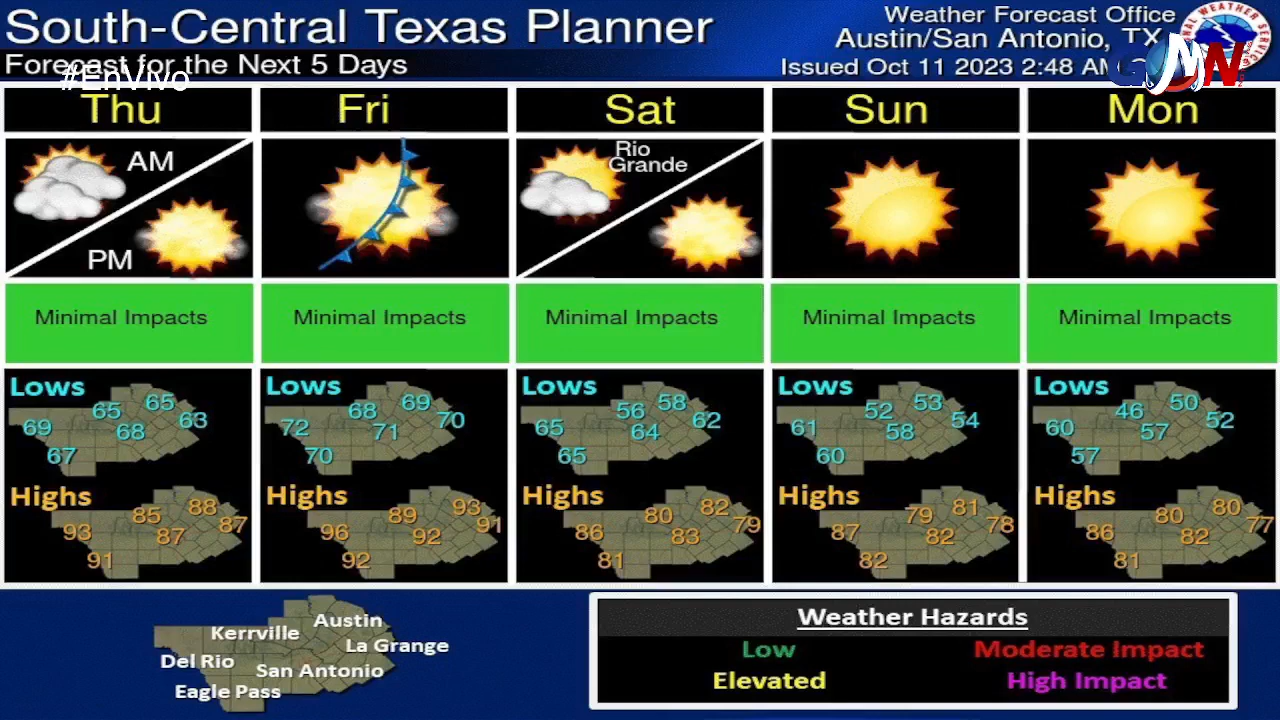 South-Central Texas Planner
Forecast for the Next 5 Days
#EnVivo
Weather Forecast Office
Austin/San Antonio, TX
Issued Oct 11 2023 2:48 AM
GMN
Thu Fri Sat Sun Mon
AM
PM
Rio
Grande
Minimal Impacts Minimal Impacts Minimal Impacts Minimal Impacts Minimal Impacts
Lows
65 65
69 68 63
67
Highs
85 88
93 87 87
91
Lows
68 69
72 71 70
70
Highs
89 93
96 92 91
92
Lows
56 58
65 64 62
65
Highs
80 82
86 83 79
81
Lows
52 53
61 58 54
60
Highs
79 81
87 82 78
82
Lows
46 50
60 57 52
57
Highs
80 80
86 82 77
81
Austin
Kerrville
La Grange
Del Rio
San Antonio
Eagle Pass
Weather Hazards
Low Moderate Impact
Elevated High Impact